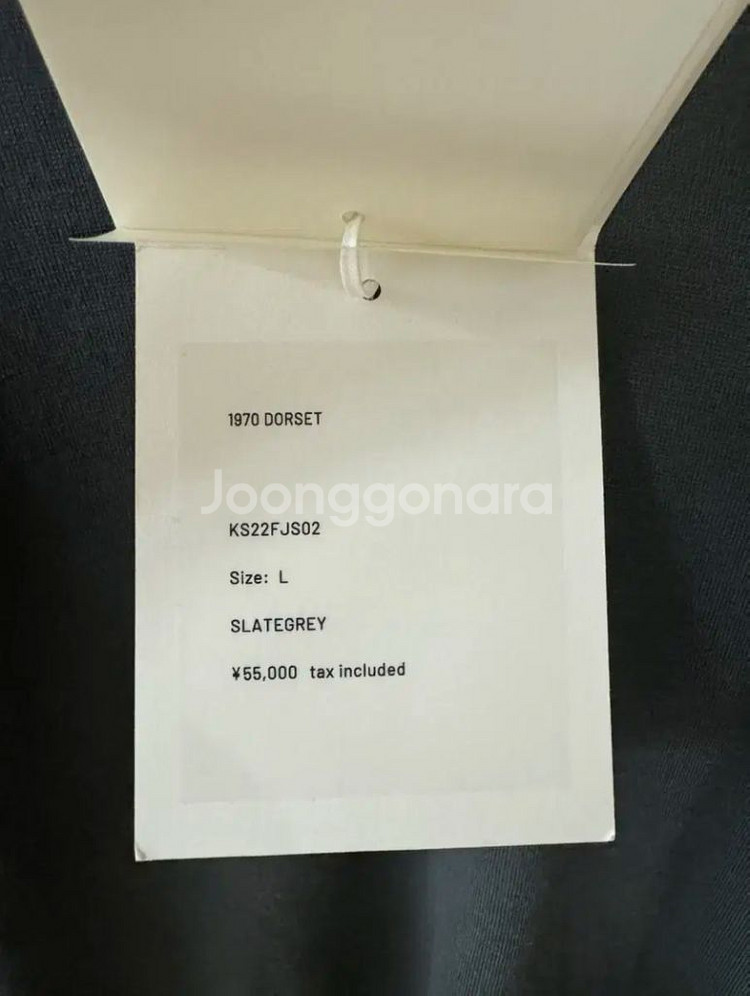 1970 DORSET
Joonggonara
KS22FJS02
Size: L
SLATEGREY
¥55,000 tax included